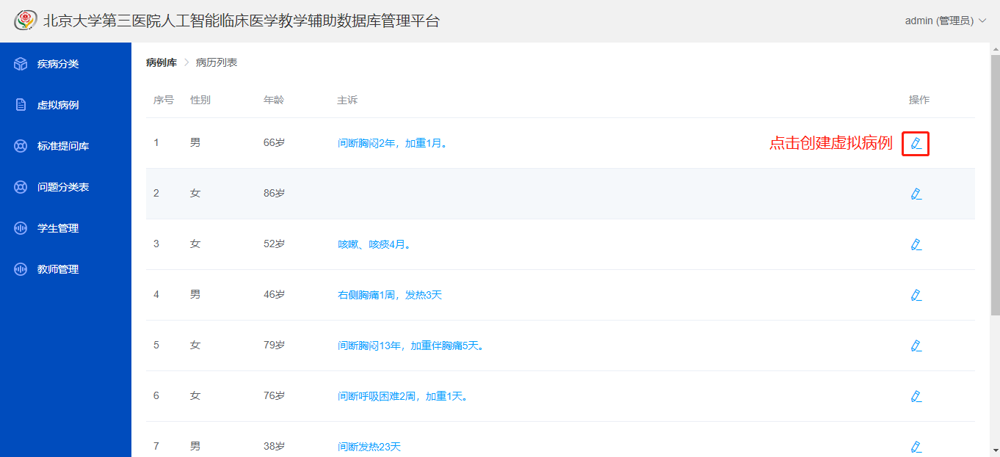 北京大学第三医院人工智能临床医学教学辅助数据库管理平台
admin (管理员)
疾病分类
虚拟病例
标准提问库
问题分类表
学生管理
教师管理
病例库 > 病历列表
序号 性别 年龄 主诉 操作
1 男 66岁 间断胸闷2年，加重1月。 点击创建虚拟病例
2 女 86岁
3 女 52岁 咳嗽、咳痰4月。
4 男 46岁 右侧胸痛1周，发热3天
5 女 79岁 间断胸闷13年，加重伴胸痛5天。
6 女 76岁 间断呼吸困难2周，加重1天。
7 男 38岁 间断发热23天